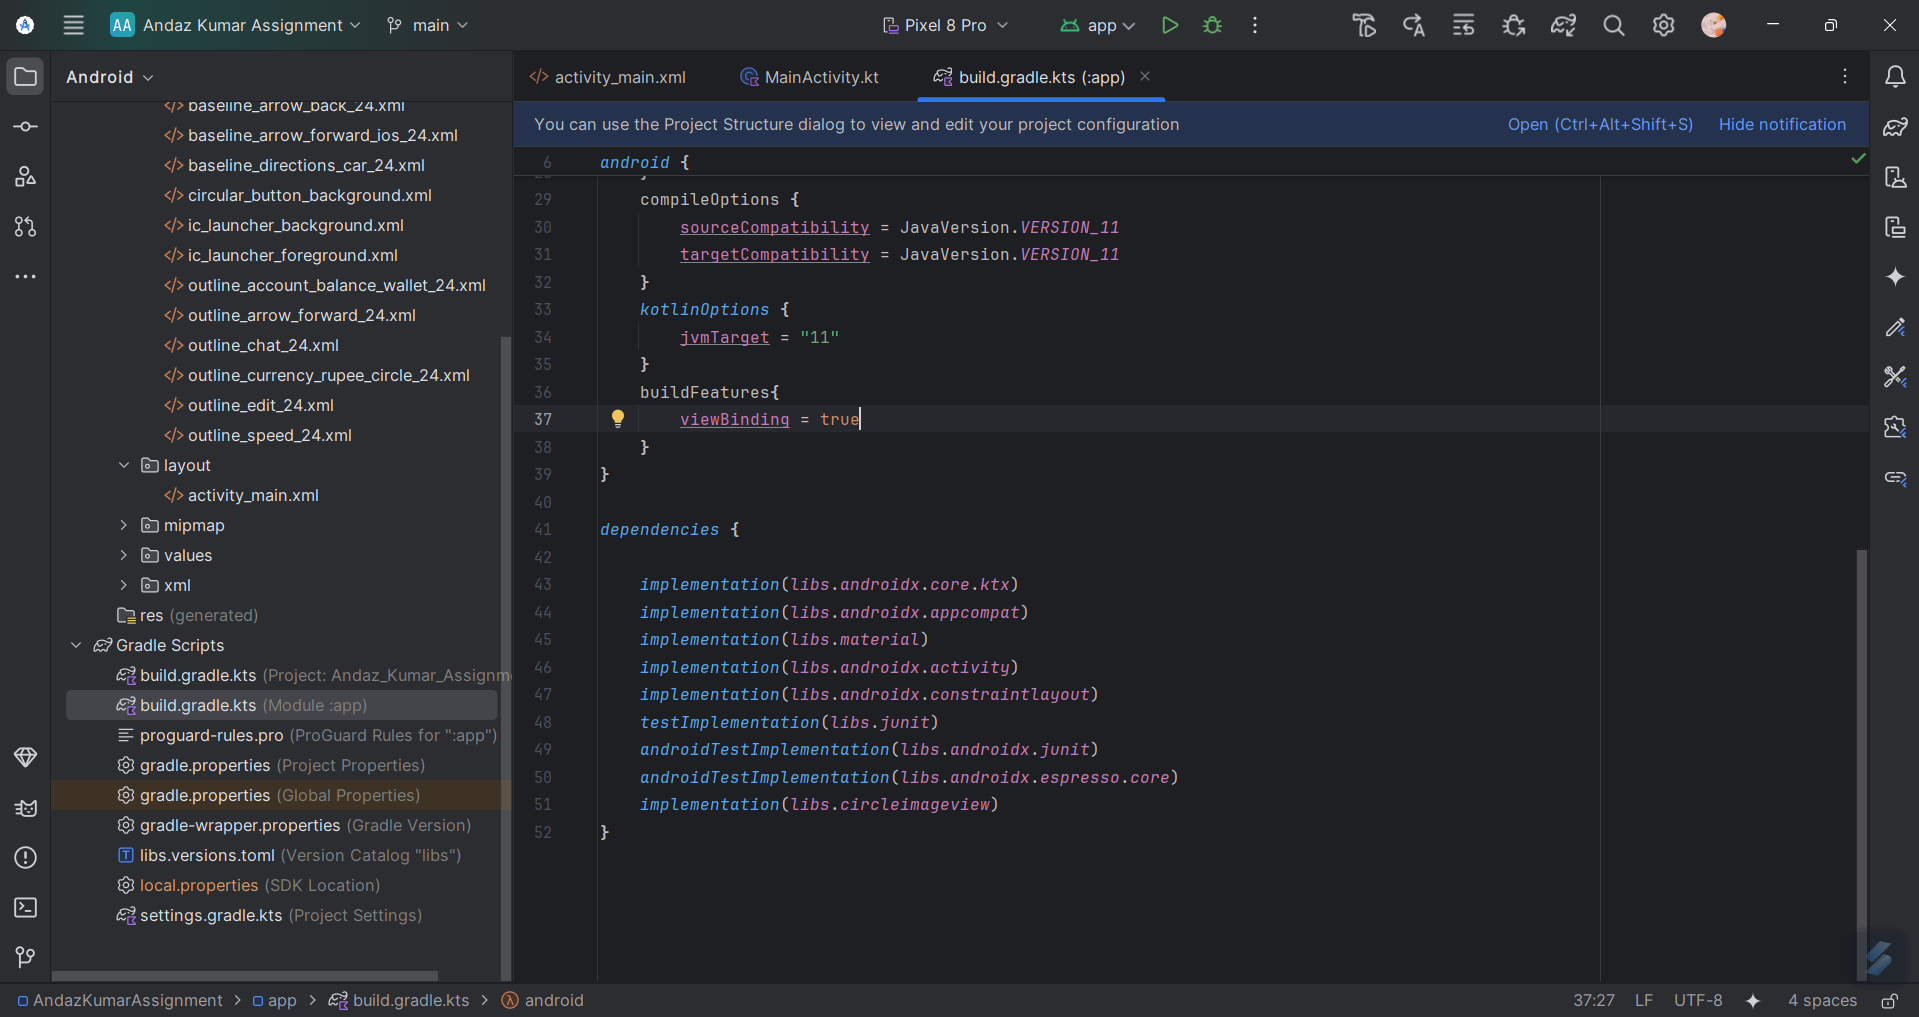 AA Andaz Kumar Assignment main Pixel 8 Pro app
Android
activity_main.xml MainActivity.kt build.gradle.kts (:app)
You can use the Project Structure dialog to view and edit your project configuration Open (Ctrl+Alt+Shift+S) Hide notification
baseline_arrow_back_24.xml
baseline_arrow_forward_ios_24.xml
baseline_directions_car_24.xml
circular_button_background.xml
ic_launcher_background.xml
ic_launcher_foreground.xml
outline_account_balance_wallet_24.xml
outline_arrow_forward_24.xml
outline_chat_24.xml
outline_currency_rupee_circle_24.xml
outline_edit_24.xml
outline_speed_24.xml
layout
activity_main.xml
mipmap
values
xml
res (generated)
Gradle Scripts
build.gradle.kts (Project: Andaz_Kumar_Assignm
build.gradle.kts (Module :app)
proguard-rules.pro (ProGuard Rules for ":app")
gradle.properties (Project Properties)
gradle.properties (Global Properties)
gradle-wrapper.properties (Gradle Version)
libs.versions.toml (Version Catalog "libs")
local.properties (SDK Location)
settings.gradle.kts (Project Settings)
6 android {
29 compileOptions {
30 sourceCompatibility = JavaVersion.VERSION_11
31 targetCompatibility = JavaVersion.VERSION_11
32 }
33 kotlinOptions {
34 jvmTarget = "11"
35 }
36 buildFeatures{
37 viewBinding = true
38 }
39 }
40
41 dependencies {
42
43 implementation(libs.androidx.core.ktx)
44 implementation(libs.androidx.appcompat)
45 implementation(libs.material)
46 implementation(libs.androidx.activity)
47 implementation(libs.androidx.constraintlayout)
48 testImplementation(libs.junit)
49 androidTestImplementation(libs.androidx.junit)
50 androidTestImplementation(libs.androidx.espresso.core)
51 implementation(libs.circleimageview)
52 }
AndazKumarAssignment > app > build.gradle.kts > android 37:27 LF UTF-8 4 spaces